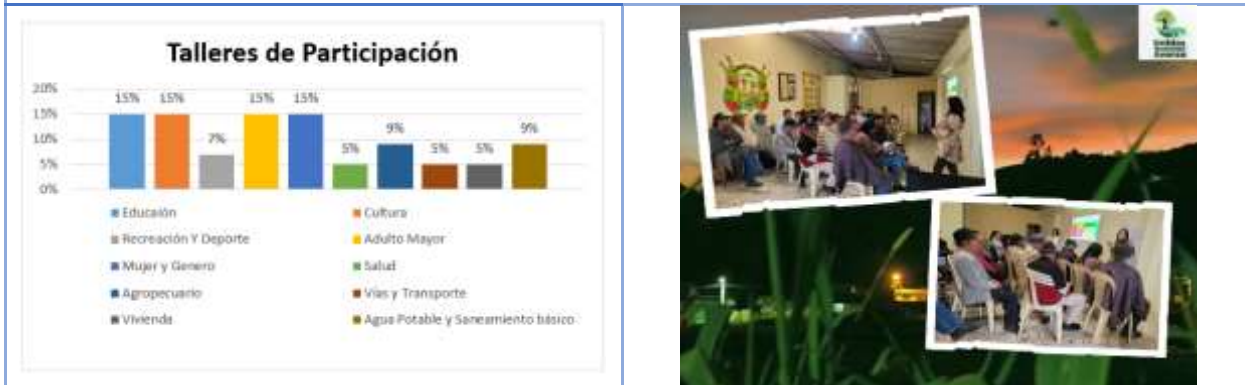 Talleres de Participación
20%
15%
10%
5%
0%
15% 15% 7% 15% 15% 5% 9% 5% 5% 9%
Educaión Cultura
Recreación Y Deporte Adulto Mayor
Mujer y Genero Salud
Agropecuario Vías y Transporte
Vivienda Agua Potable y Saneamiento básico